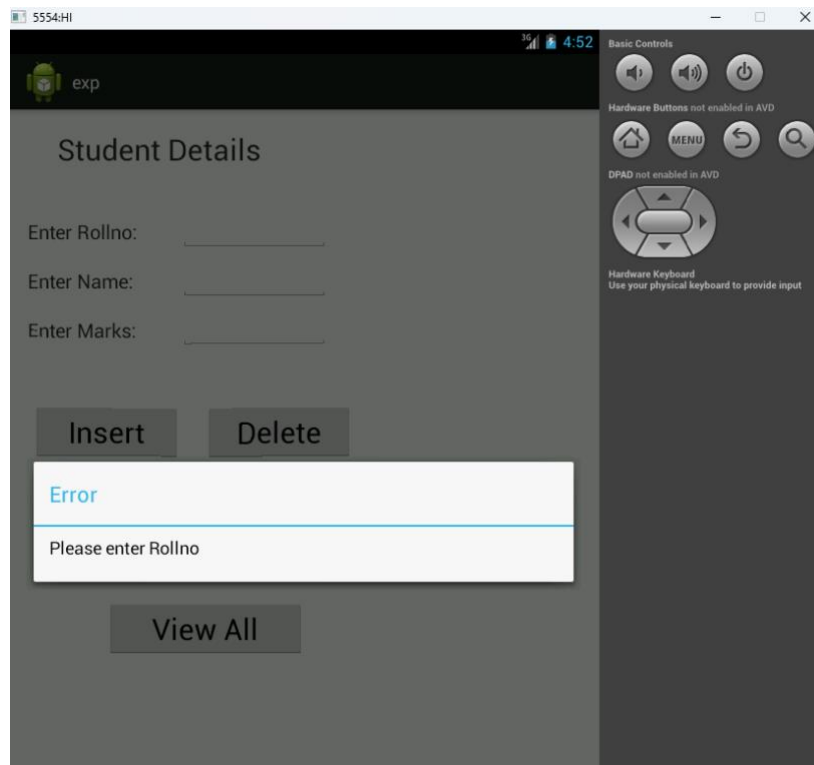 5554:HI
3G 4:52
exp
Student Details
Enter Rollno:
Enter Name:
Enter Marks:
Insert Delete
Error
Please enter Rollno
View All
Basic Controls
Hardware Buttons not enabled in AVD
MENU
DPAD not enabled in AVD
Hardware Keyboard
Use your physical keyboard to provide input